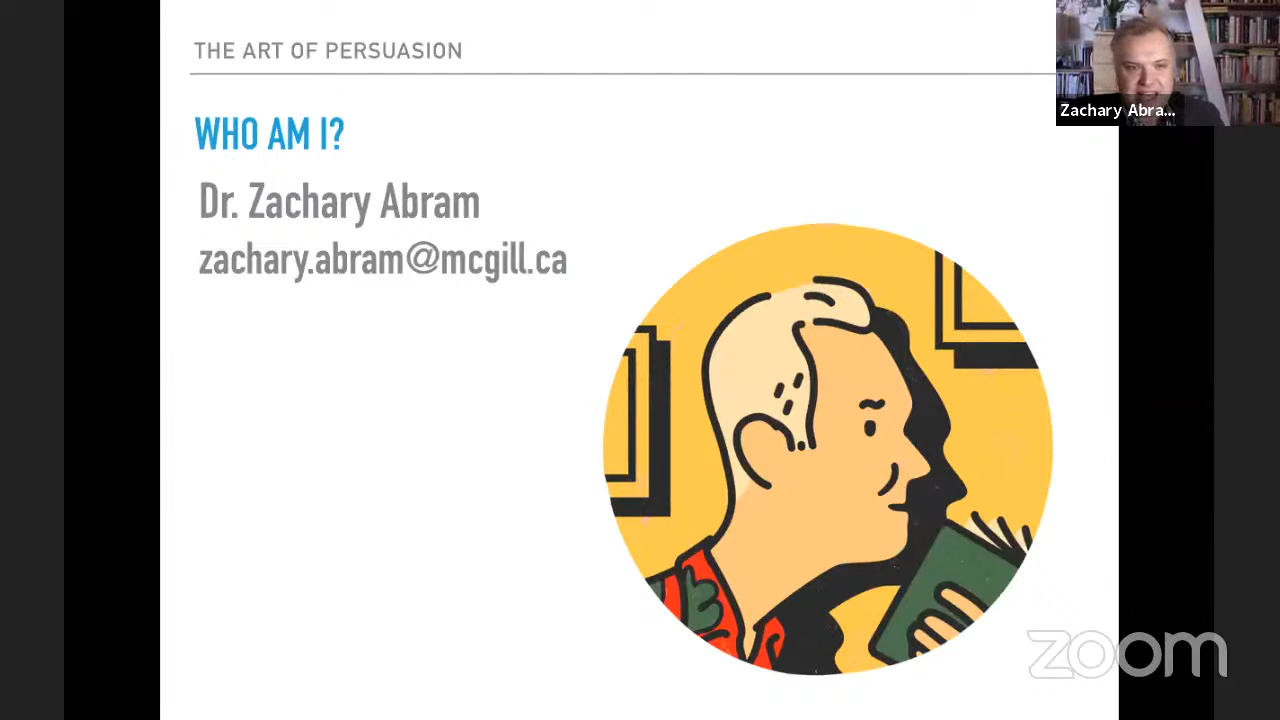 THE ART OF PERSUASION
WHO AM I?
Dr. Zachary Abram
zachary.abram@mcgill.ca
Zachary Abra...
zoom